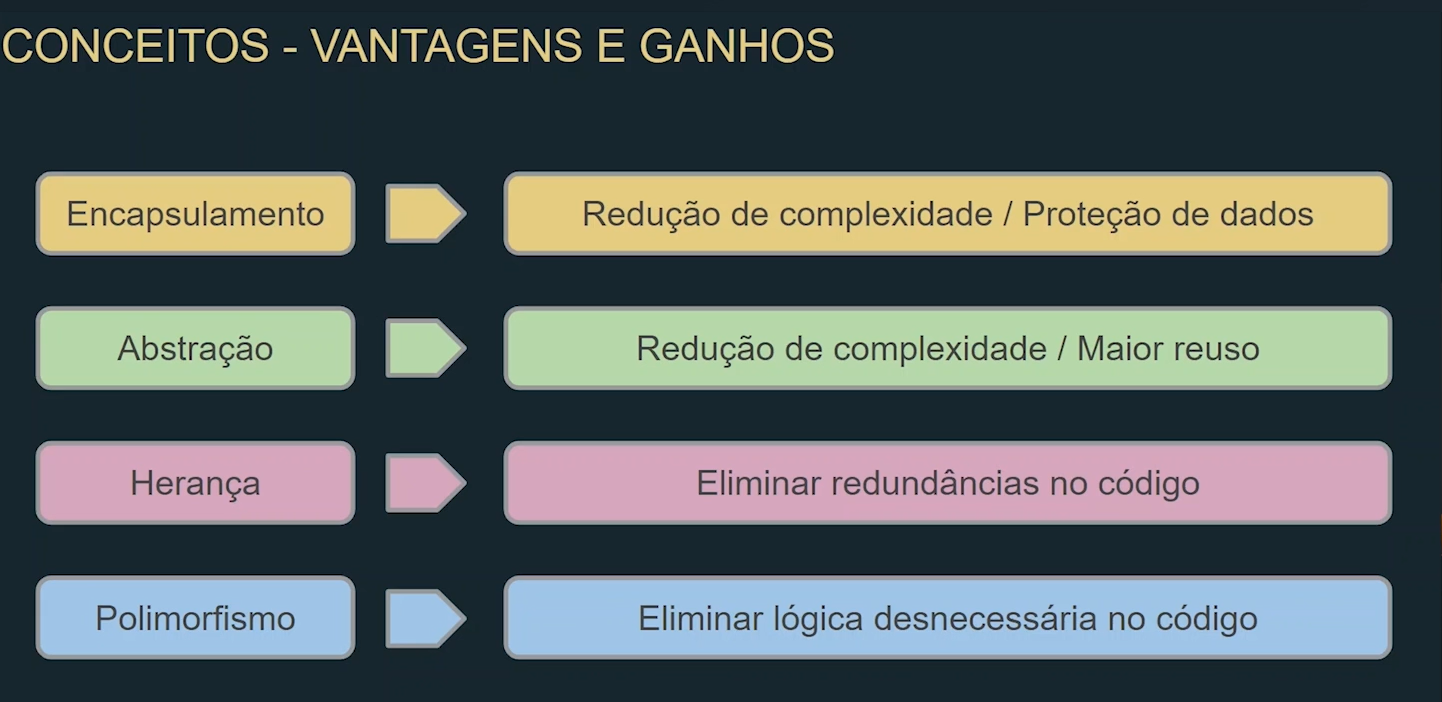 CONCEITOS - VANTAGENS E GANHOS
Encapsulamento
Redução de complexidade / Proteção de dados
Abstração
Redução de complexidade / Maior reuso
Herança
Eliminar redundâncias no código
Polimorfismo
Eliminar lógica desnecessária no código